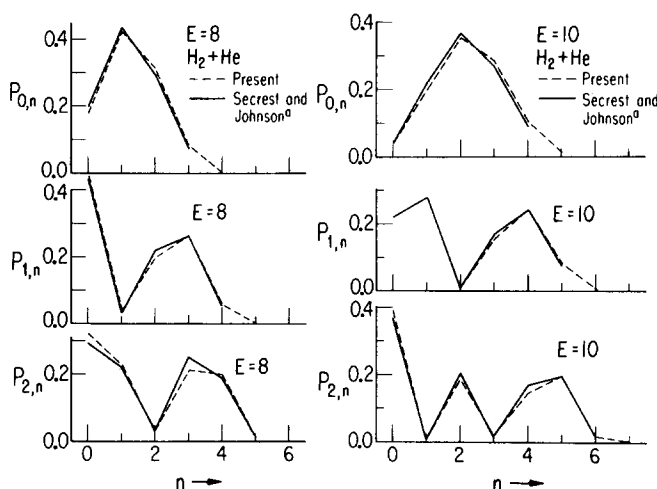 E=8
H2+He
--- Present
— Secrest and Johnson^a
P0,n
0.4
0.2
0.0
E=10
H2+He
--- Present
— Secrest and Johnson^a
P0,n
0.4
0.2
0.0
E=8
P1,n
0.4
0.2
0.0
E=10
P1,n
0.2
0.0
E=8
P2,n
0.2
0.0
0 2 4 6
n →
E=10
P2,n
0.4
0.2
0.0
0 2 4 6
n →